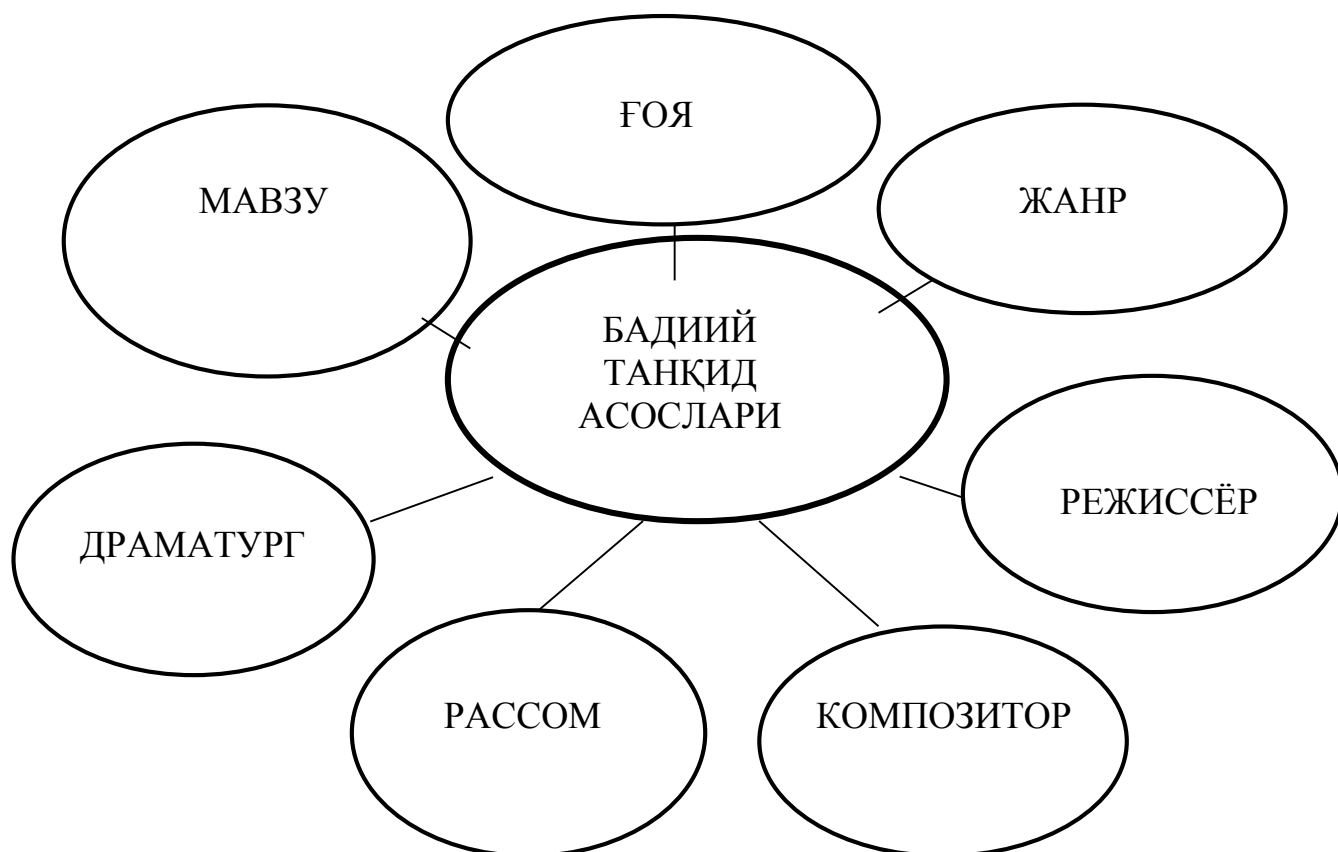 ҒОЯ
МАВЗУ
ЖАНР
БАДИИЙ
ТАНҚИД
АСОСЛАРИ
РЕЖИССЁР
ДРАМАТУРГ
РАССОМ
КОМПОЗИТОР